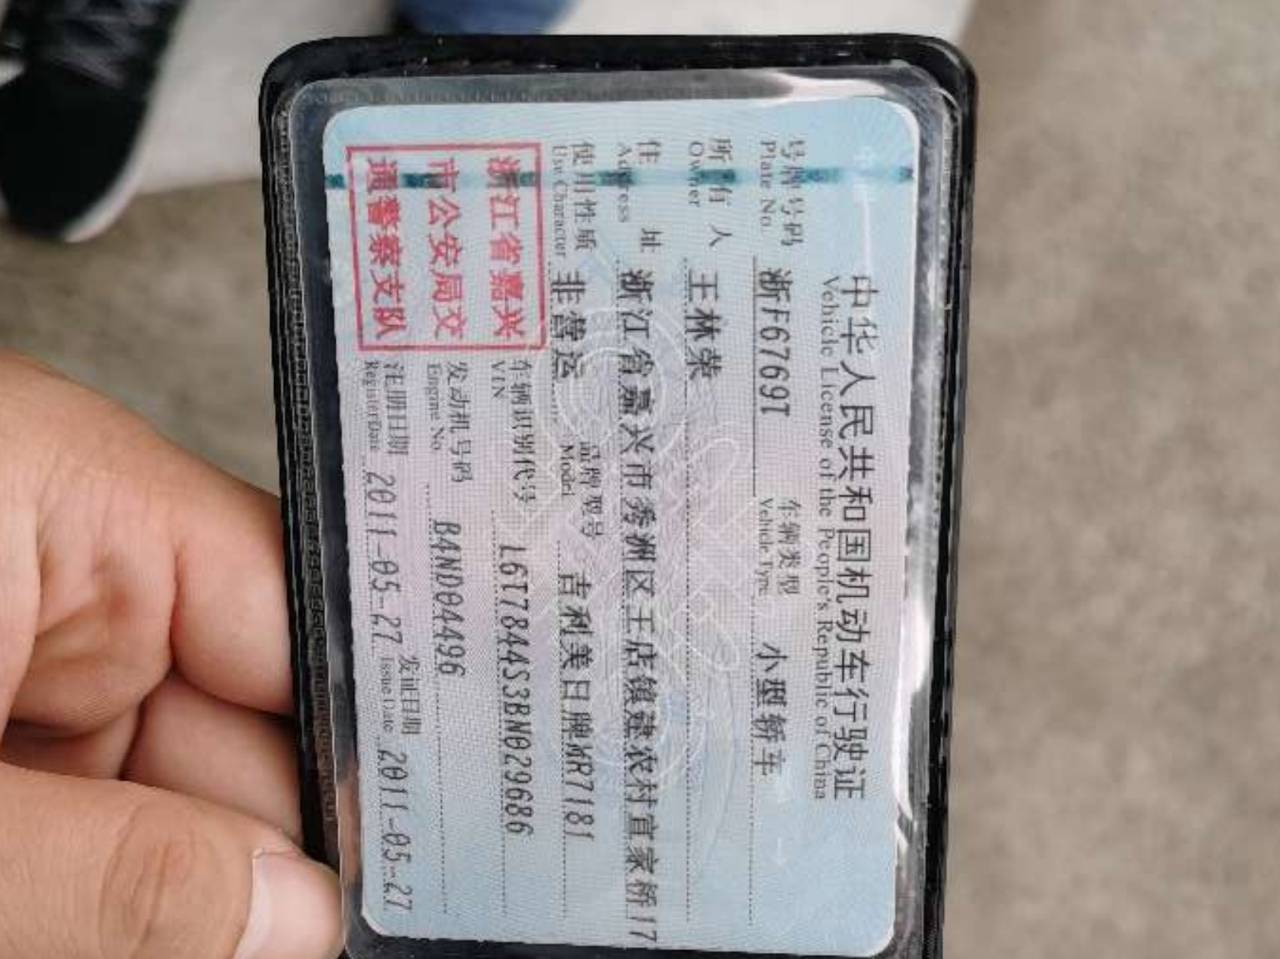 中华人民共和国机动车行驶证
Vehicle License of the People's Republic of China
号牌号码 浙F6769T 车辆类型 小型轿车
Plate No. Vehicle Type
所有人 王林荣
Owner
住址 浙江省嘉兴市秀洲区王店镇建农村宣家桥17
Address
使用性质 非营运 品牌型号 吉利美日牌MR7181
Use Character Model
浙江省嘉兴
市公安局交
通警察支队
车辆识别代号 L6T7844S3BN029686
VIN
发动机号码 B4ND04496
Engine No.
注册日期 2011-05-27 发证日期 2011-05-27
Register Date Issue Date